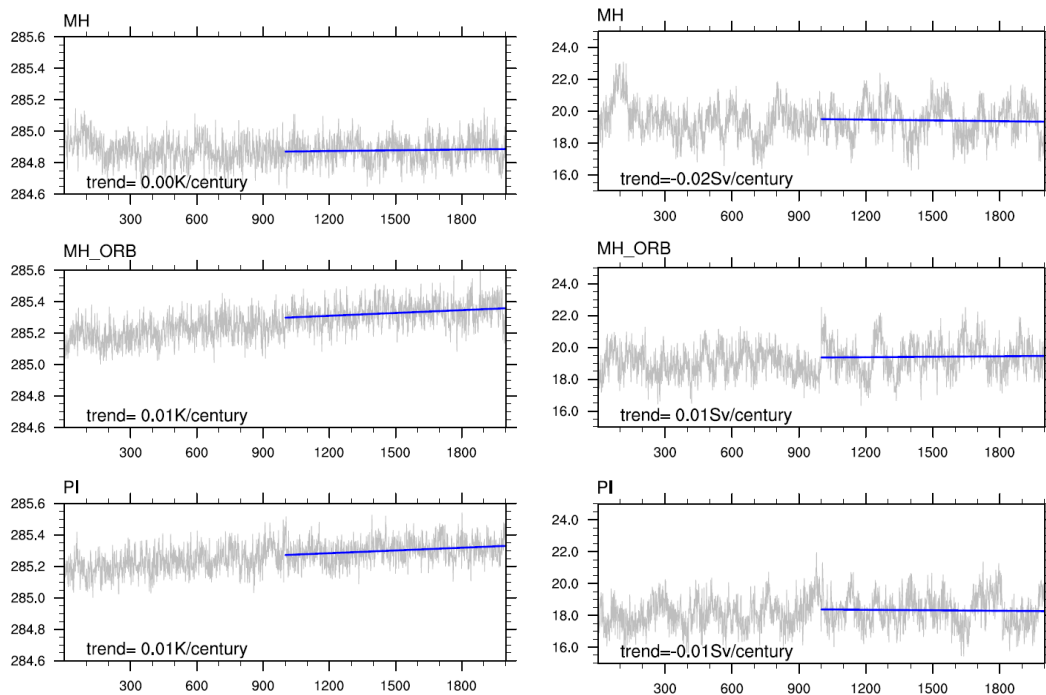 MH
285.6
285.4
285.2
285.0
284.8
284.6
trend= 0.00K/century
300 600 900 1200 1500 1800
MH
24.0
22.0
20.0
18.0
16.0
trend=-0.02Sv/century
300 600 900 1200 1500 1800
MH_ORB
285.6
285.4
285.2
285.0
284.8
284.6
trend= 0.01K/century
300 600 900 1200 1500 1800
MH_ORB
24.0
22.0
20.0
18.0
16.0
trend= 0.01Sv/century
300 600 900 1200 1500 1800
PI
285.6
285.4
285.2
285.0
284.8
284.6
trend= 0.01K/century
300 600 900 1200 1500 1800
PI
24.0
22.0
20.0
18.0
16.0
trend=-0.01Sv/century
300 600 900 1200 1500 1800